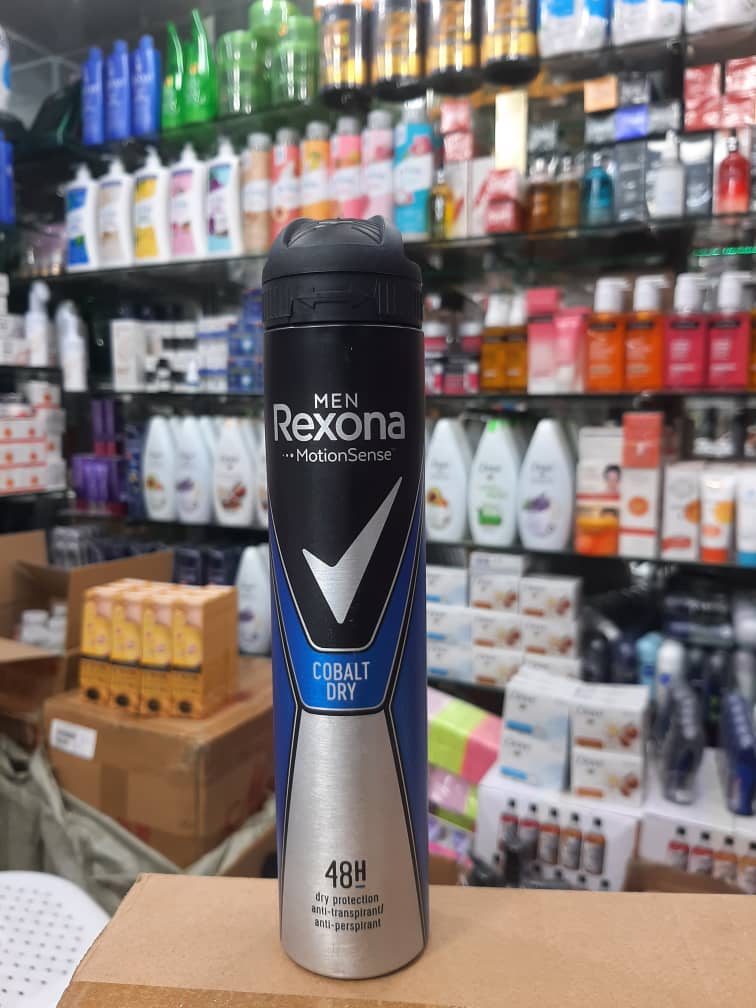 MEN
Rexona
MotionSense
COBALT
DRY
48H
dry protection
anti-transpirant/
anti-perspirant